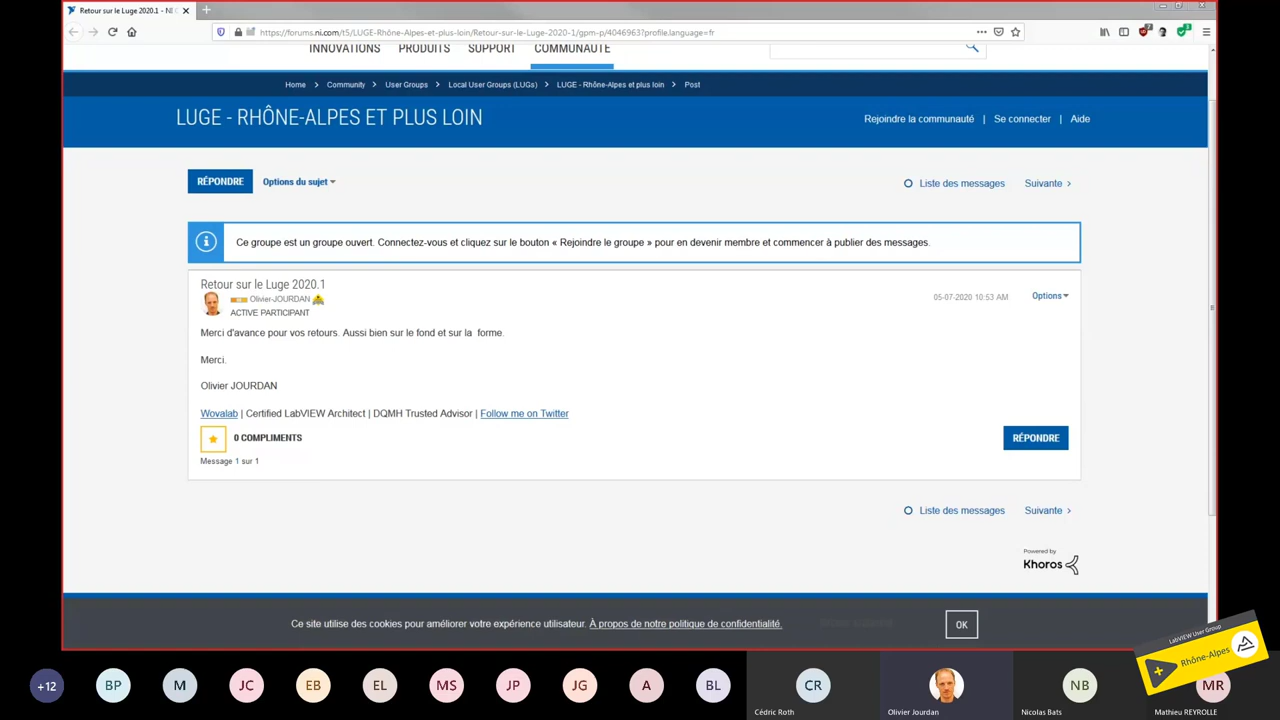 Retour sur le Luge 2020.1 - NI C
https://forums.ni.com/t5/LUGE-Rhône-Alpes-et-plus-loin/Retour-sur-le-Luge-2020-1/gpm-p/4046963?profile.language=fr
INNOVATIONS PRODUITS SUPPORT COMMUNAUTÉ
Home > Community > User Groups > Local User Groups (LUGs) > LUGE - Rhône-Alpes et plus loin > Post
LUGE - RHÔNE-ALPES ET PLUS LOIN
Rejoindre la communauté | Se connecter | Aide
RÉPONDRE Options du sujet
Liste des messages Suivante >
Ce groupe est un groupe ouvert. Connectez-vous et cliquez sur le bouton « Rejoindre le groupe » pour en devenir membre et commencer à publier des messages.
Retour sur le Luge 2020.1
Olivier-JOURDAN
05-07-2020 10:53 AM Options
ACTIVE PARTICIPANT
Merci d'avance pour vos retours. Aussi bien sur le fond et sur la forme.
Merci.
Olivier JOURDAN
Wovalab | Certified LabVIEW Architect | DQMH Trusted Advisor | Follow me on Twitter
0 COMPLIMENTS
RÉPONDRE
Message 1 sur 1
Liste des messages Suivante >
Powered by
Khoros
Ce site utilise des cookies pour améliorer votre expérience utilisateur. À propos de notre politique de confidentialité.
OK
LabVIEW User Group
Rhône-Alpes
+12 BP M JC EB EL MS JP JG A BL CR NB MR
Cédric Roth Olivier Jourdan Nicolas Bats Mathieu REYROLLE